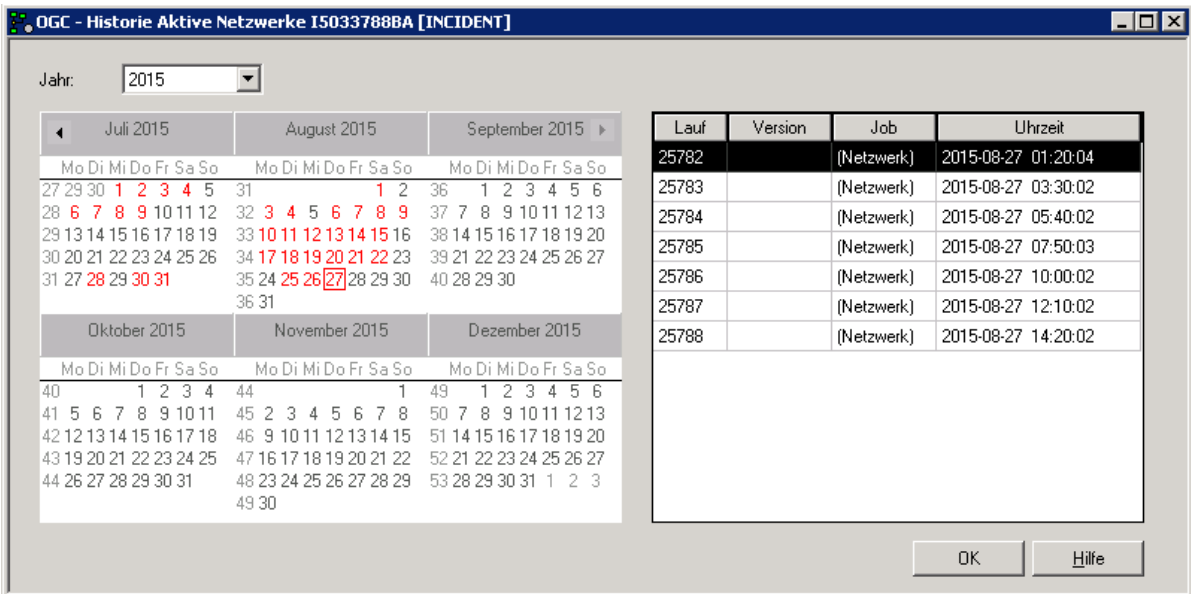 OGC - Historie Aktive Netzwerke I5033788BA [INCIDENT]
Jahr: 2015
Juli 2015 August 2015 September 2015
Mo Di Mi Do Fr Sa So Mo Di Mi Do Fr Sa So Mo Di Mi Do Fr Sa So
27 29 30 1 2 3 4 5 31 1 2 36 1 2 3 4 5 6
28 6 7 8 9 10 11 12 32 3 4 5 6 7 8 9 37 7 8 9 10 11 12 13
29 13 14 15 16 17 18 19 33 10 11 12 13 14 15 16 38 14 15 16 17 18 19 20
30 20 21 22 23 24 25 26 34 17 18 19 20 21 22 23 39 21 22 23 24 25 26 27
31 27 28 29 30 31 35 24 25 26 27 28 29 30 40 28 29 30
36 31
Oktober 2015 November 2015 Dezember 2015
Mo Di Mi Do Fr Sa So Mo Di Mi Do Fr Sa So Mo Di Mi Do Fr Sa So
40 1 2 3 4 44 1 49 1 2 3 4 5 6
41 5 6 7 8 9 10 11 45 2 3 4 5 6 7 8 50 7 8 9 10 11 12 13
42 12 13 14 15 16 17 18 46 9 10 11 12 13 14 15 51 14 15 16 17 18 19 20
43 19 20 21 22 23 24 25 47 16 17 18 19 20 21 22 52 21 22 23 24 25 26 27
44 26 27 28 29 30 31 48 23 24 25 26 27 28 29 53 28 29 30 31 1 2 3
49 30
Lauf Version Job Uhrzeit
25782 (Netzwerk) 2015-08-27 01:20:04
25783 (Netzwerk) 2015-08-27 03:30:02
25784 (Netzwerk) 2015-08-27 05:40:02
25785 (Netzwerk) 2015-08-27 07:50:03
25786 (Netzwerk) 2015-08-27 10:00:02
25787 (Netzwerk) 2015-08-27 12:10:02
25788 (Netzwerk) 2015-08-27 14:20:02
OK Hilfe